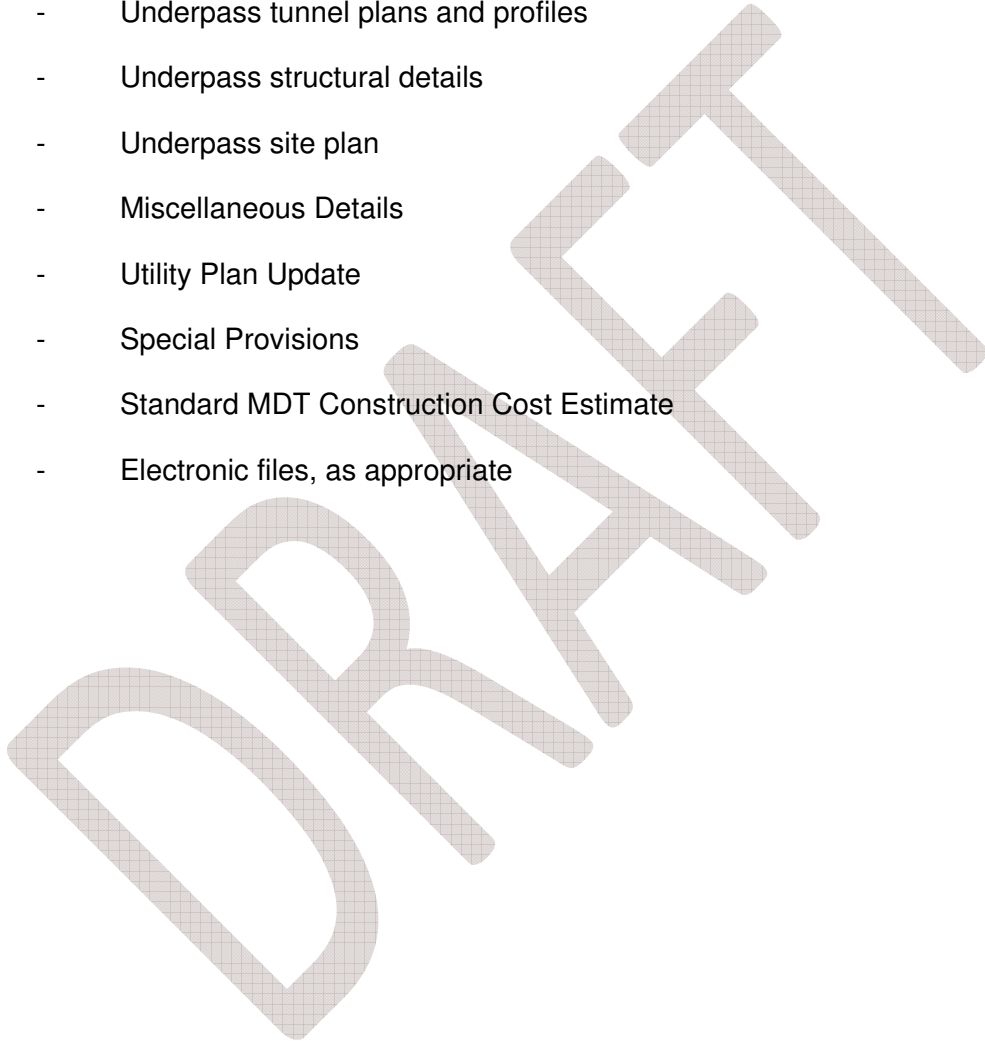 - Underpass tunnel plans and profiles
- Underpass structural details
- Underpass site plan
- Miscellaneous Details
- Utility Plan Update
- Special Provisions
- Standard MDT Construction Cost Estimate
- Electronic files, as appropriate
DRAFT